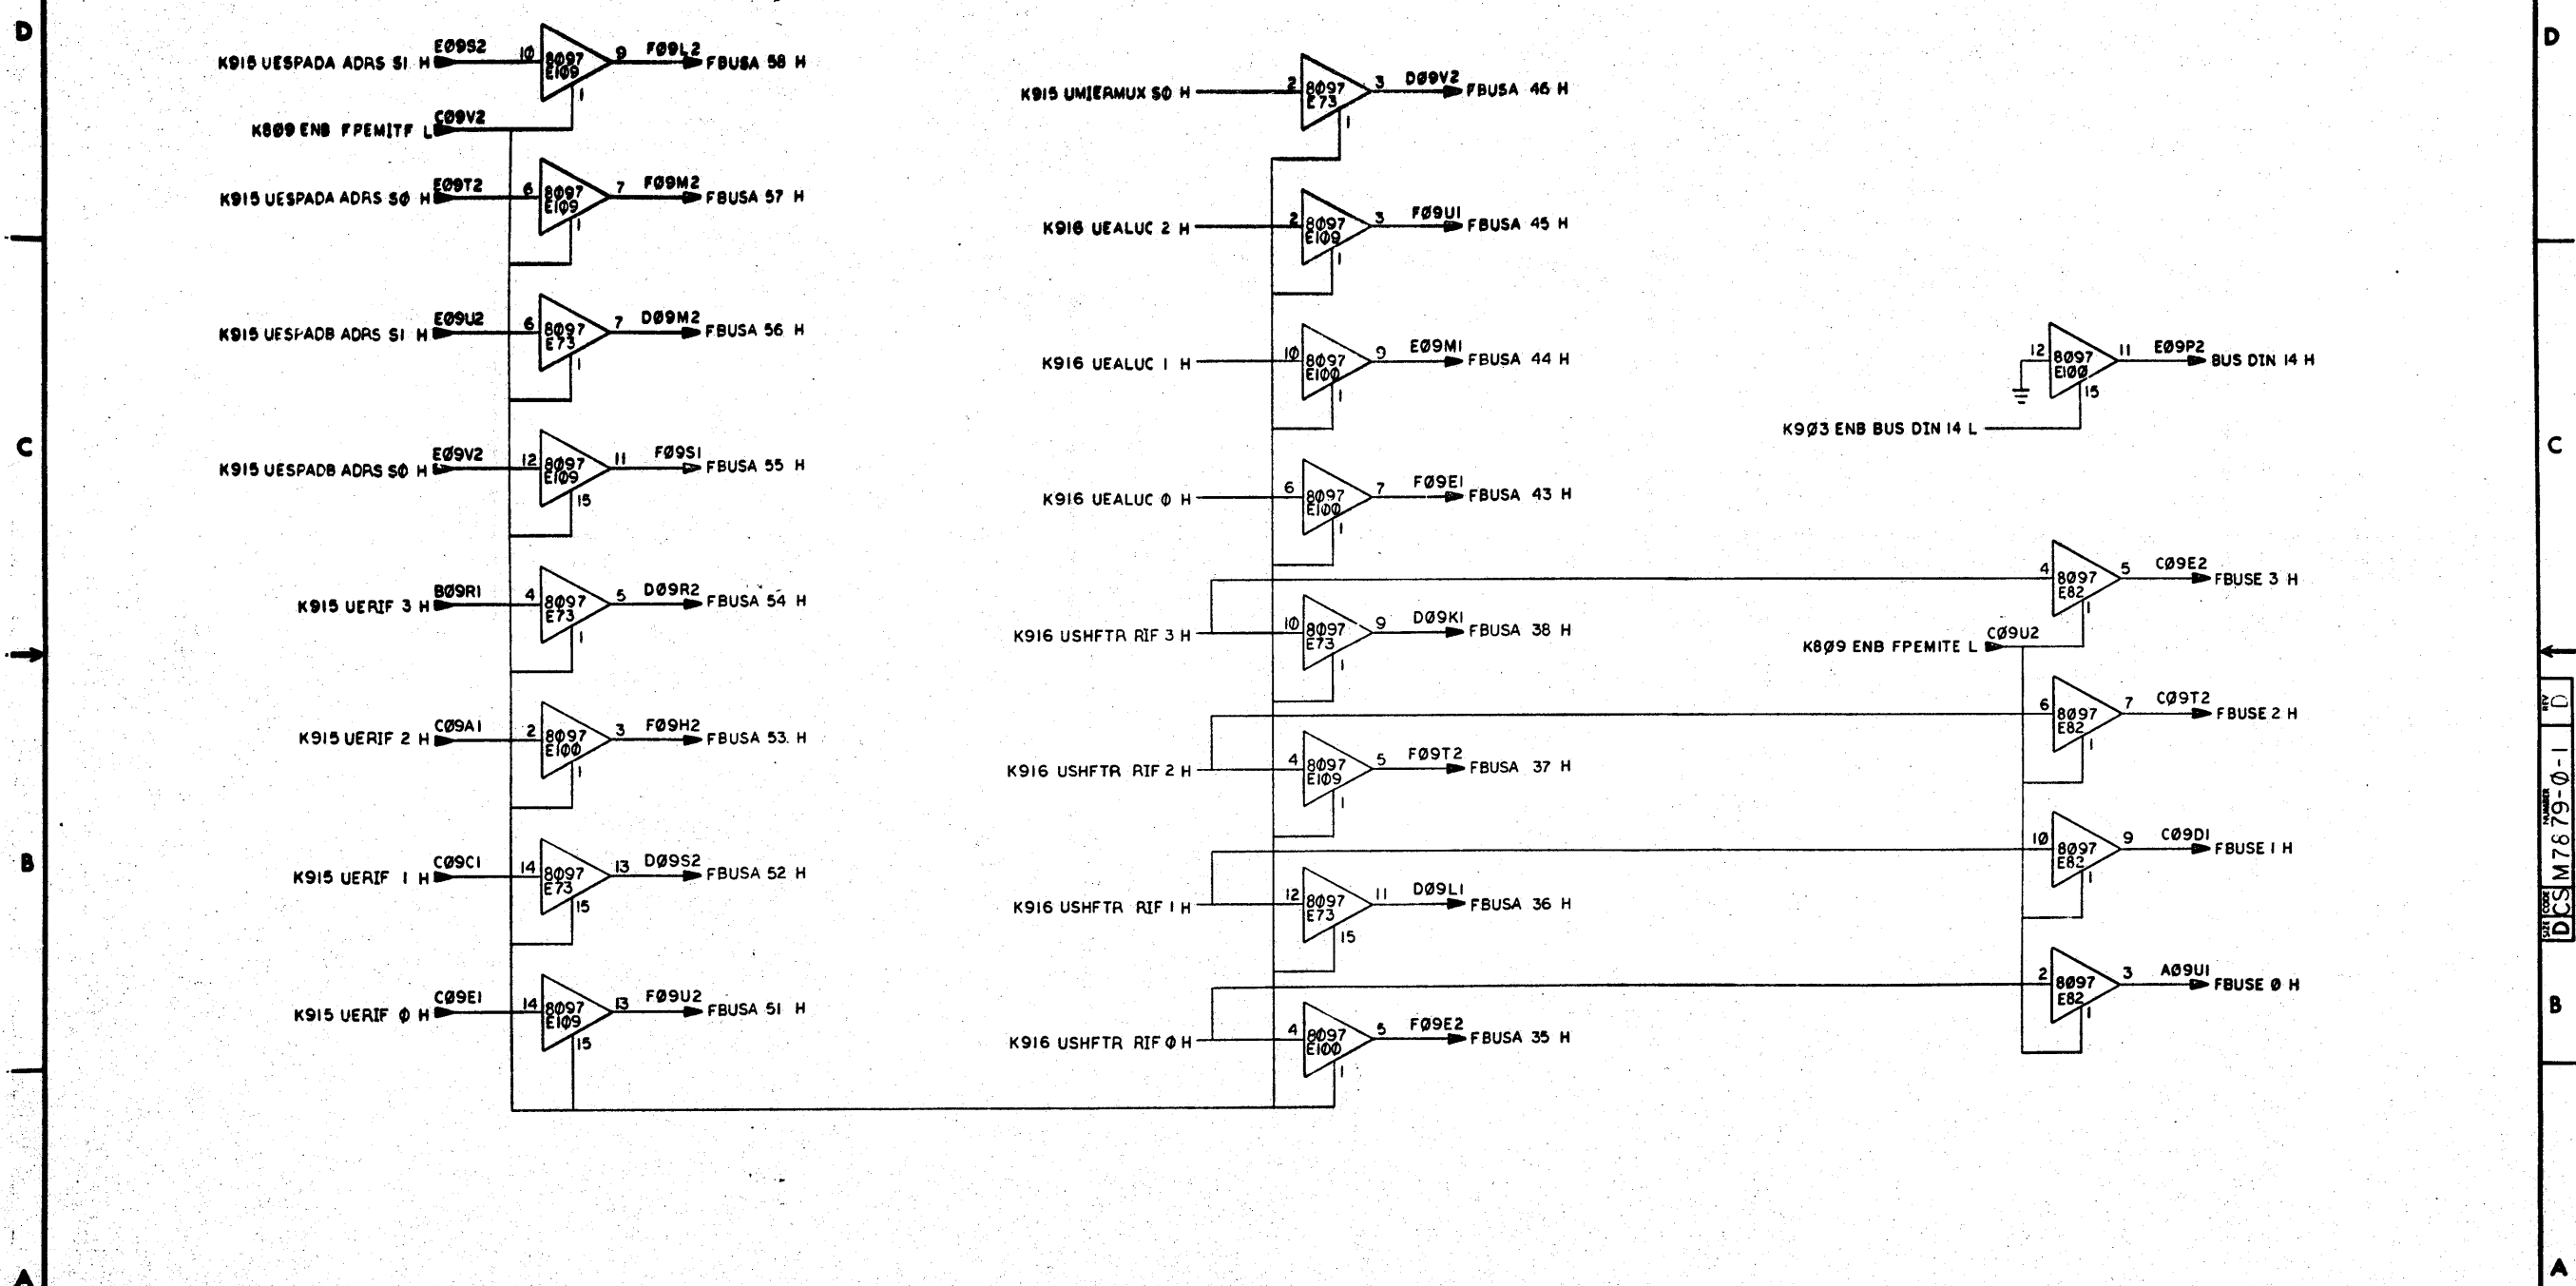 D
D
K915 UESPADA ADRS S1 H E09S2 10 8097 E109 9 F09L2 FBUSA 58 H
1
K809 ENB FPEMITF L C09V2
K915 UESPADA ADRS S0 H E09T2 6 8097 E109 7 F09M2 FBUSA 57 H
1
K915 UESPADB ADRS S1 H E09U2 6 8097 E73 7 D09M2 FBUSA 56 H
1
C
K915 UESPADB ADRS S0 H E09V2 12 8097 E109 11 F09S1 FBUSA 55 H
15
K915 UERIF 3 H B09R1 4 8097 E73 5 D09R2 FBUSA 54 H
1
K915 UERIF 2 H C09A1 2 8097 E100 3 F09H2 FBUSA 53 H
1
B
K915 UERIF 1 H C09C1 14 8097 E73 13 D09S2 FBUSA 52 H
15
K915 UERIF 0 H C09E1 14 8097 E109 13 F09U2 FBUSA 51 H
15
A
K915 UMIERMUX S0 H 2 8097 E73 3 D09V2 FBUSA 46 H
1
K916 UEALUC 2 H 2 8097 E109 3 F09U1 FBUSA 45 H
1
K916 UEALUC 1 H 10 8097 E100 9 E09M1 FBUSA 44 H
1
K916 UEALUC 0 H 6 8097 E100 7 F09E1 FBUSA 43 H
1
K916 USHFTR RIF 3 H 10 8097 E73 9 D09K1 FBUSA 38 H
1
K916 USHFTR RIF 2 H 4 8097 E109 5 F09T2 FBUSA 37 H
1
K916 USHFTR RIF 1 H 12 8097 E73 11 D09L1 FBUSA 36 H
15
K916 USHFTR RIF 0 H 4 8097 E100 5 F09E2 FBUSA 35 H
1
12 8097 E100 11 E09P2 BUS DIN 14 H
15
K903 ENB BUS DIN 14 L
C
4 8097 E82 5 C09E2 FBUSE 3 H
1
K809 ENB FPEMITE L C09U2
6 8097 E82 7 C09T2 FBUSE 2 H
1
10 8097 E82 9 C09D1 FBUSE 1 H
1
2 8097 E82 3 A09U1 FBUSE 0 H
1
B
A
SIZE CODE NUMBER REV
D CS M7879-0-1 D